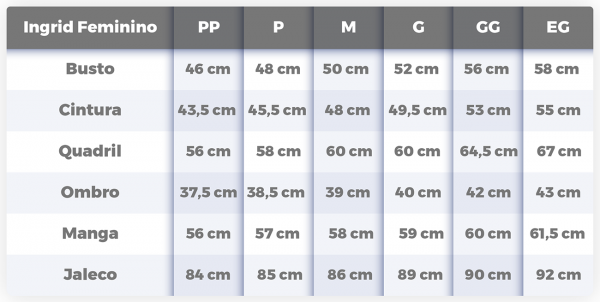 Ingrid Feminino PP P M G GG EG
Busto 46 cm 48 cm 50 cm 52 cm 56 cm 58 cm
Cintura 43,5 cm 45,5 cm 48 cm 49,5 cm 53 cm 55 cm
Quadril 56 cm 58 cm 60 cm 60 cm 64,5 cm 67 cm
Ombro 37,5 cm 38,5 cm 39 cm 40 cm 42 cm 43 cm
Manga 56 cm 57 cm 58 cm 59 cm 60 cm 61,5 cm
Jaleco 84 cm 85 cm 86 cm 89 cm 90 cm 92 cm